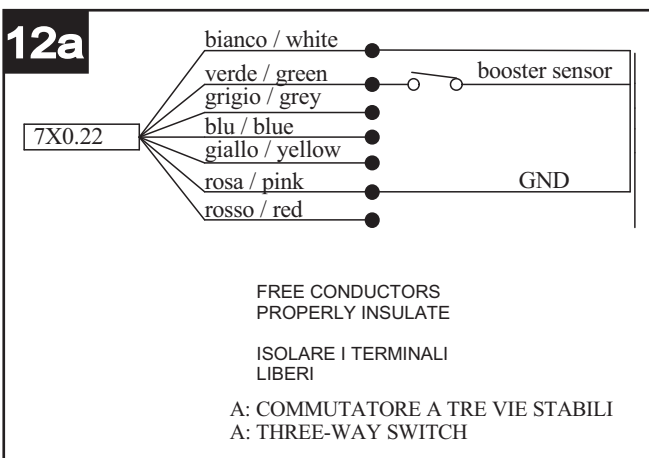 12a
bianco / white
verde / green
booster sensor
grigio / grey
7X0.22
blu / blue
giallo / yellow
rosa / pink
GND
rosso / red
FREE CONDUCTORS
PROPERLY INSULATE
ISOLARE I TERMINALI
LIBERI
A: COMMUTATORE A TRE VIE STABILI
A: THREE-WAY SWITCH